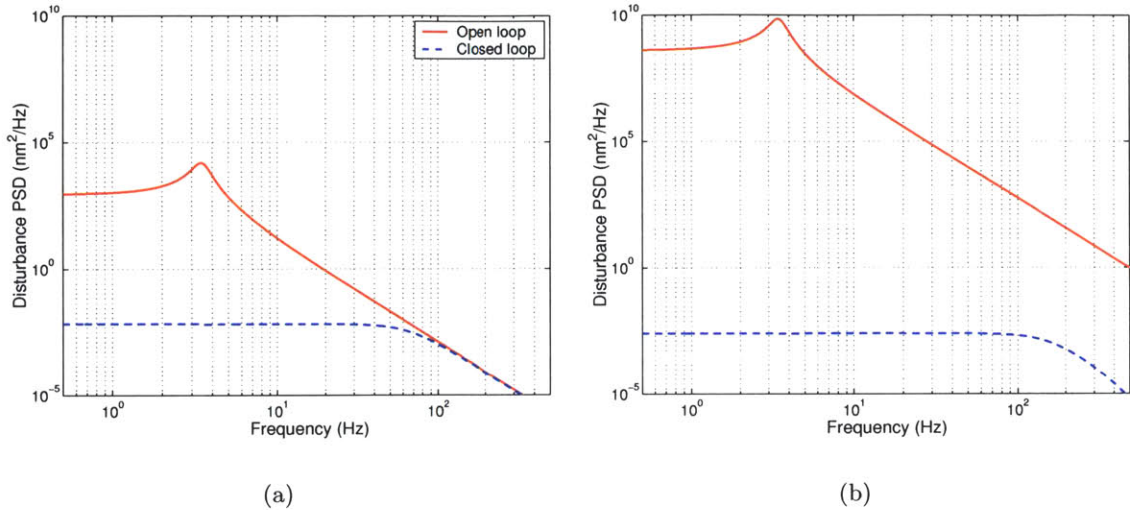 10^10
Open loop
Closed loop
10^5
10^0
10^-5
Disturbance PSD (nm^2/Hz)
10^0
10^1
10^2
Frequency (Hz)
(a)
10^10
10^5
10^0
10^-5
Disturbance PSD (nm^2/Hz)
10^0
10^1
10^2
Frequency (Hz)
(b)